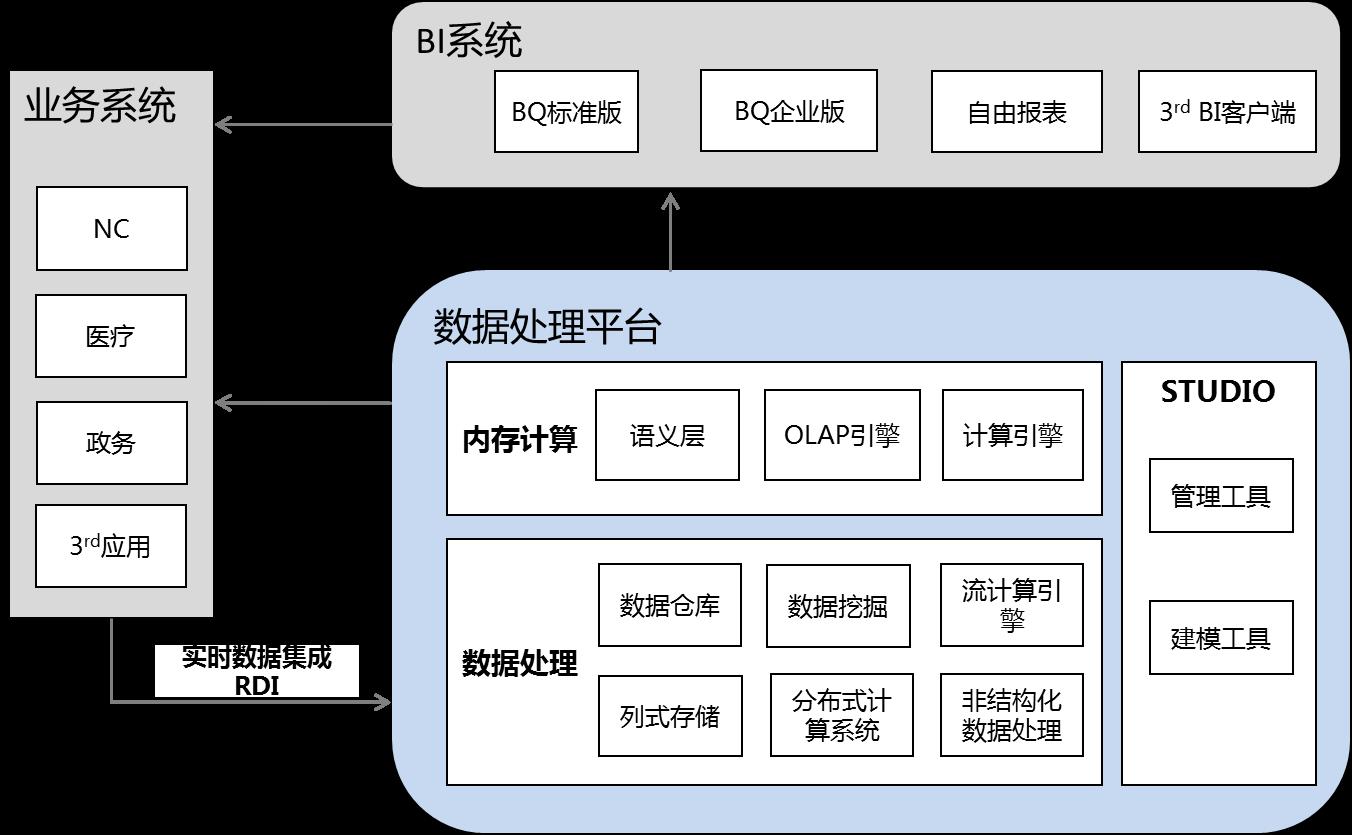 BI系统
BQ标准版
BQ企业版
自由报表
3rd BI客户端
业务系统
NC
医疗
政务
3rd应用
实时数据集成
RDI
数据处理平台
内存计算
语义层
OLAP引擎
计算引擎
数据处理
数据仓库
数据挖掘
流计算引
擎
列式存储
分布式计
算系统
非结构化
数据处理
STUDIO
管理工具
建模工具